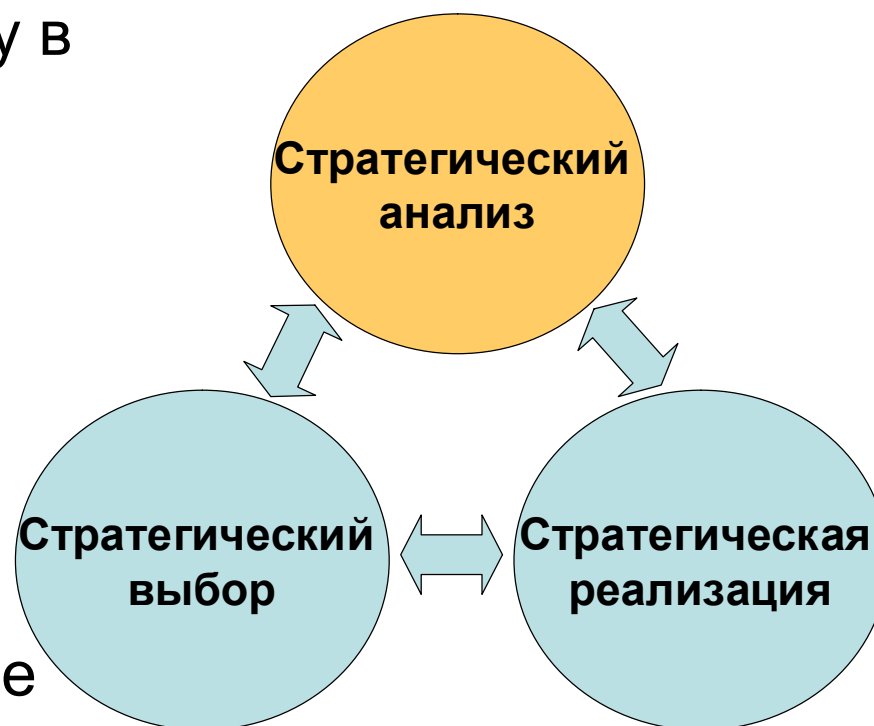 у в
Стратегический
анализ
Стратегический
выбор
Стратегическая
реализация
е